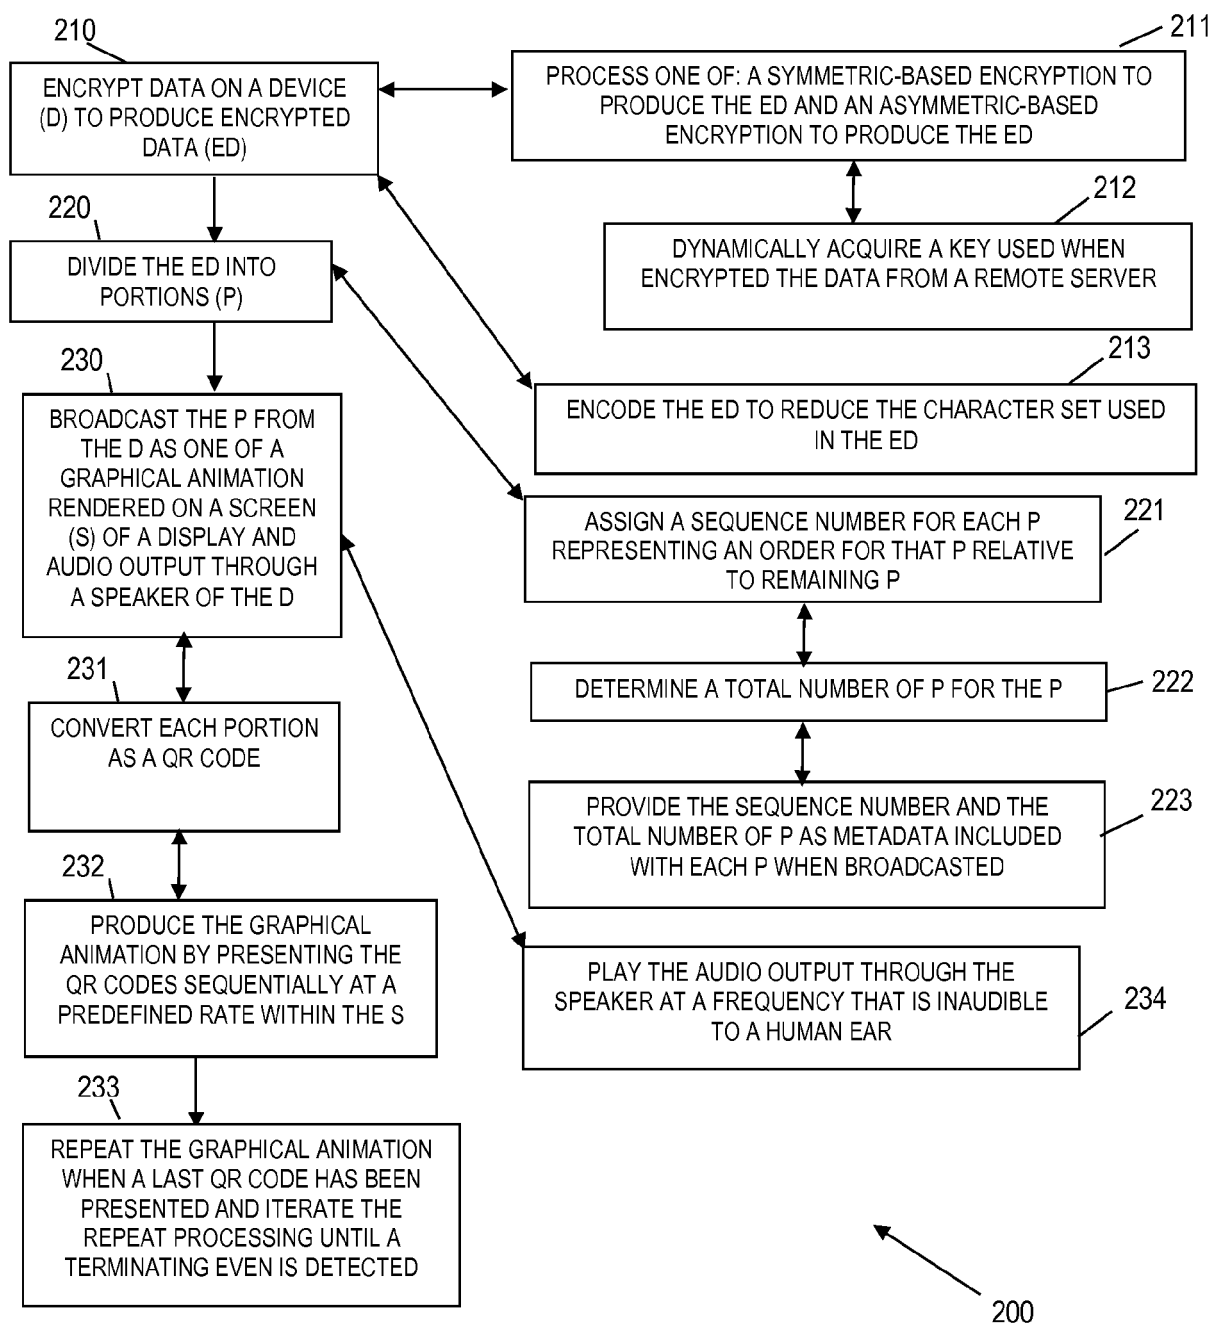 210
ENCRYPT DATA ON A DEVICE
(D) TO PRODUCE ENCRYPTED
DATA (ED)
211
PROCESS ONE OF: A SYMMETRIC-BASED ENCRYPTION TO
PRODUCE THE ED AND AN ASYMMETRIC-BASED
ENCRYPTION TO PRODUCE THE ED
212
DYNAMICALLY ACQUIRE A KEY USED WHEN
ENCRYPTED THE DATA FROM A REMOTE SERVER
220
DIVIDE THE ED INTO
PORTIONS (P)
213
ENCODE THE ED TO REDUCE THE CHARACTER SET USED
IN THE ED
230
BROADCAST THE P FROM
THE D AS ONE OF A
GRAPHICAL ANIMATION
RENDERED ON A SCREEN
(S) OF A DISPLAY AND
AUDIO OUTPUT THROUGH
A SPEAKER OF THE D
221
ASSIGN A SEQUENCE NUMBER FOR EACH P
REPRESENTING AN ORDER FOR THAT P RELATIVE
TO REMAINING P
222
DETERMINE A TOTAL NUMBER OF P FOR THE P
231
CONVERT EACH PORTION
AS A QR CODE
223
PROVIDE THE SEQUENCE NUMBER AND THE
TOTAL NUMBER OF P AS METADATA INCLUDED
WITH EACH P WHEN BROADCASTED
232
PRODUCE THE GRAPHICAL
ANIMATION BY PRESENTING THE
QR CODES SEQUENTIALLY AT A
PREDEFINED RATE WITHIN THE S
234
PLAY THE AUDIO OUTPUT THROUGH THE
SPEAKER AT A FREQUENCY THAT IS INAUDIBLE
TO A HUMAN EAR
233
REPEAT THE GRAPHICAL ANIMATION
WHEN A LAST QR CODE HAS BEEN
PRESENTED AND ITERATE THE
REPEAT PROCESSING UNTIL A
TERMINATING EVEN IS DETECTED
200